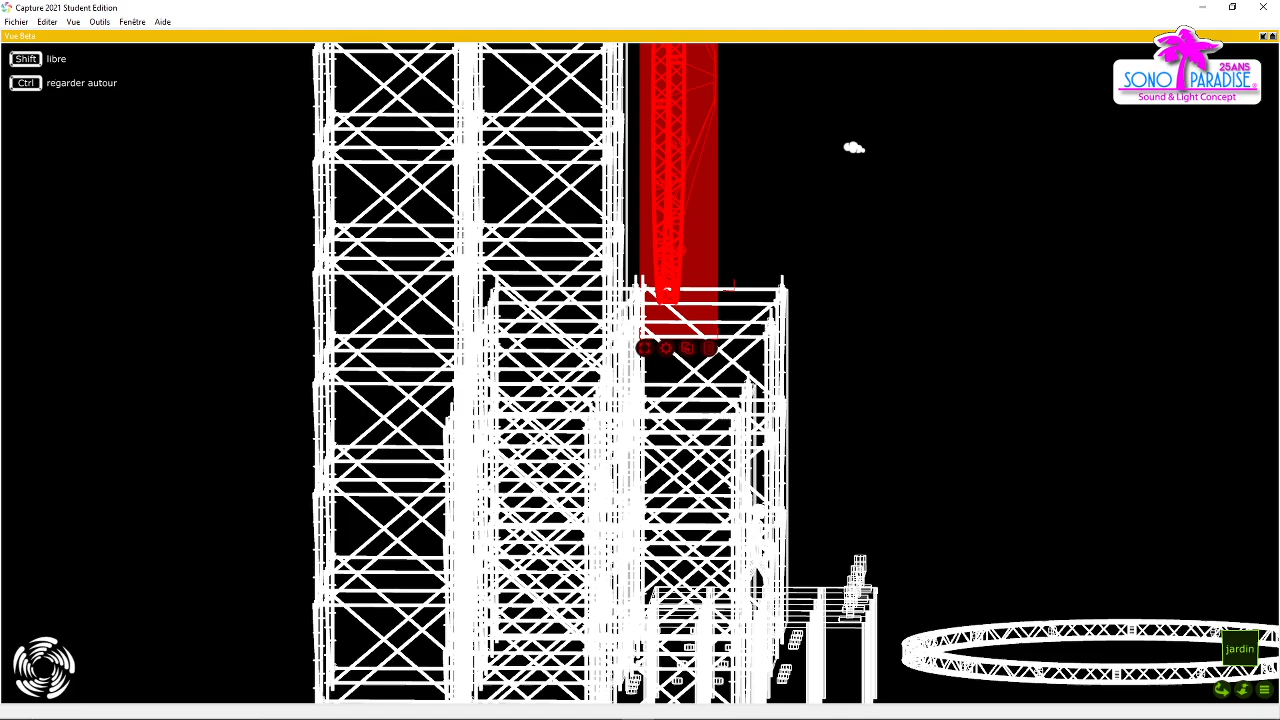 Capture 2021 Student Edition
Fichier Editer Vue Outils Fenêtre Aide
Vue Beta
Shift libre
Ctrl regarder autour
25ANS
SONO PARADISE
Sound & Light Concept
jardin